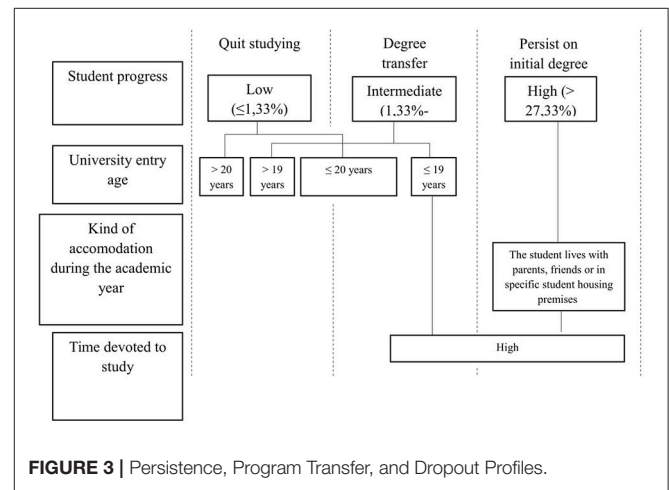 Quit studying
Degree
transfer
Persist on
initial degree
Student progress
Low
(≤1,33%)
Intermediate
(1,33%-
High (>
27,33%)
University entry
age
> 20
years
> 19
years
≤ 20 years
≤ 19
years
Kind of
accomodation
during the academic
year
The student lives with
parents, friends or in
specific student housing
premises
Time devoted to
study
High
FIGURE 3 | Persistence, Program Transfer, and Dropout Profiles.